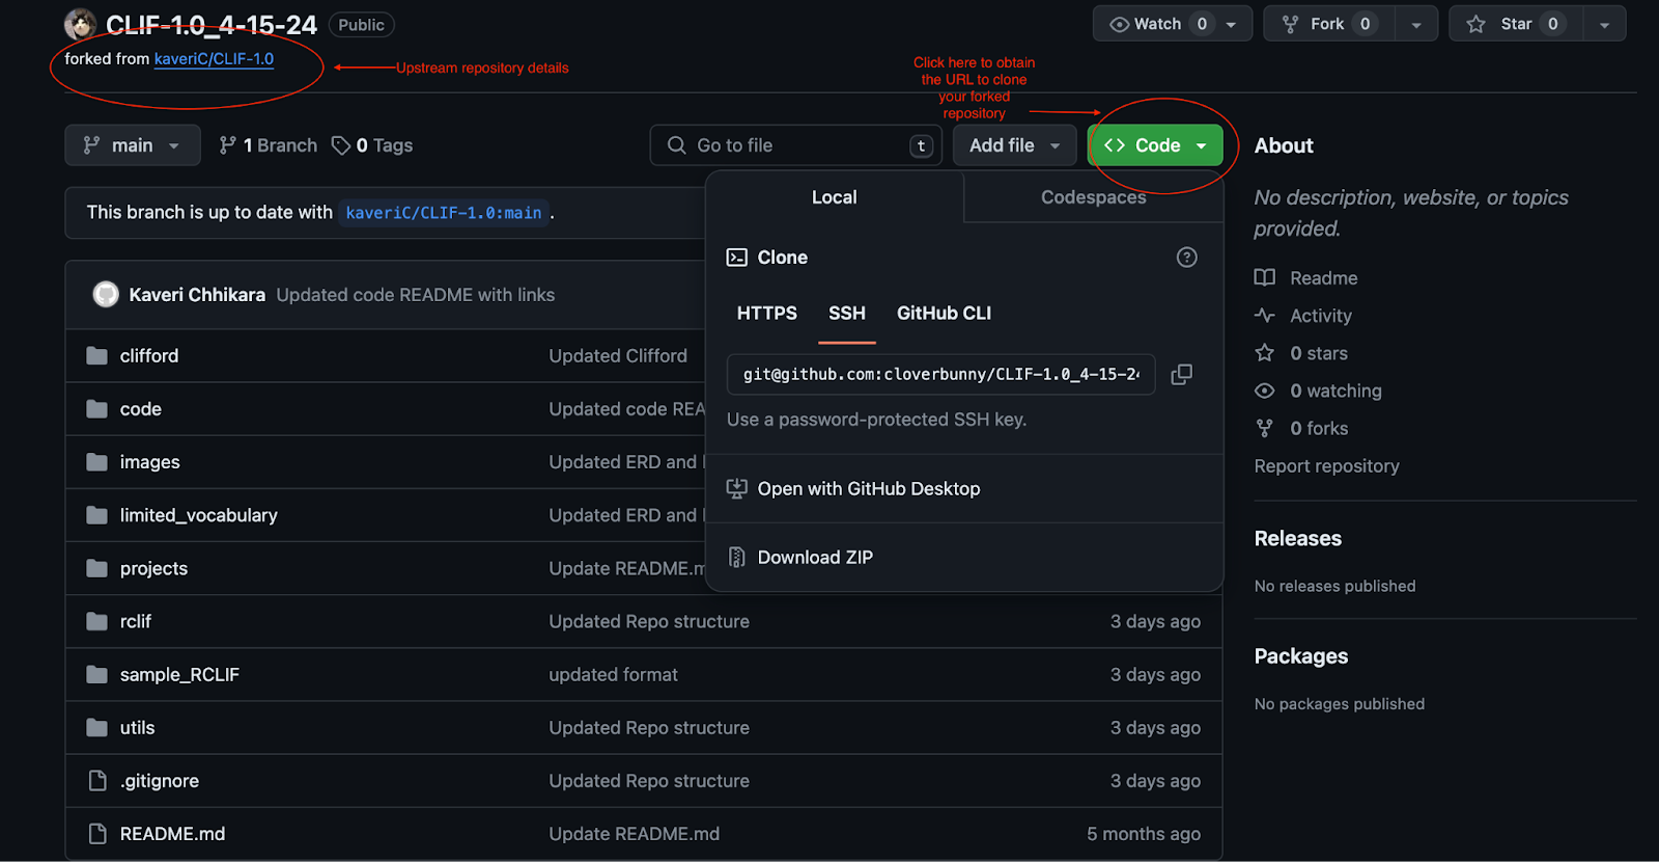 CLIF-1.0_4-15-24 Public
Watch 0 Fork 0 Star 0
forked from kaveriC/CLIF-1.0
Upstream repository details
Click here to obtain
the URL to clone
your forked
repository
main 1 Branch 0 Tags
Go to file t Add file <> Code
This branch is up to date with kaveriC/CLIF-1.0:main .
Kaveri Chhikara Updated code README with links
clifford Updated Clifford
code Updated code REA
images Updated ERD and
limited_vocabulary Updated ERD and
projects Update README.m
rclif Updated Repo structure 3 days ago
sample_RCLIF updated format 3 days ago
utils Updated Repo structure 3 days ago
.gitignore Updated Repo structure 3 days ago
README.md Update README.md 5 months ago
Local Codespaces
Clone
HTTPS SSH GitHub CLI
git@github.com:cloverbunny/CLIF-1.0_4-15-24
Use a password-protected SSH key.
Open with GitHub Desktop
Download ZIP
About
No description, website, or topics
provided.
Readme
Activity
0 stars
0 watching
0 forks
Report repository
Releases
No releases published
Packages
No packages published